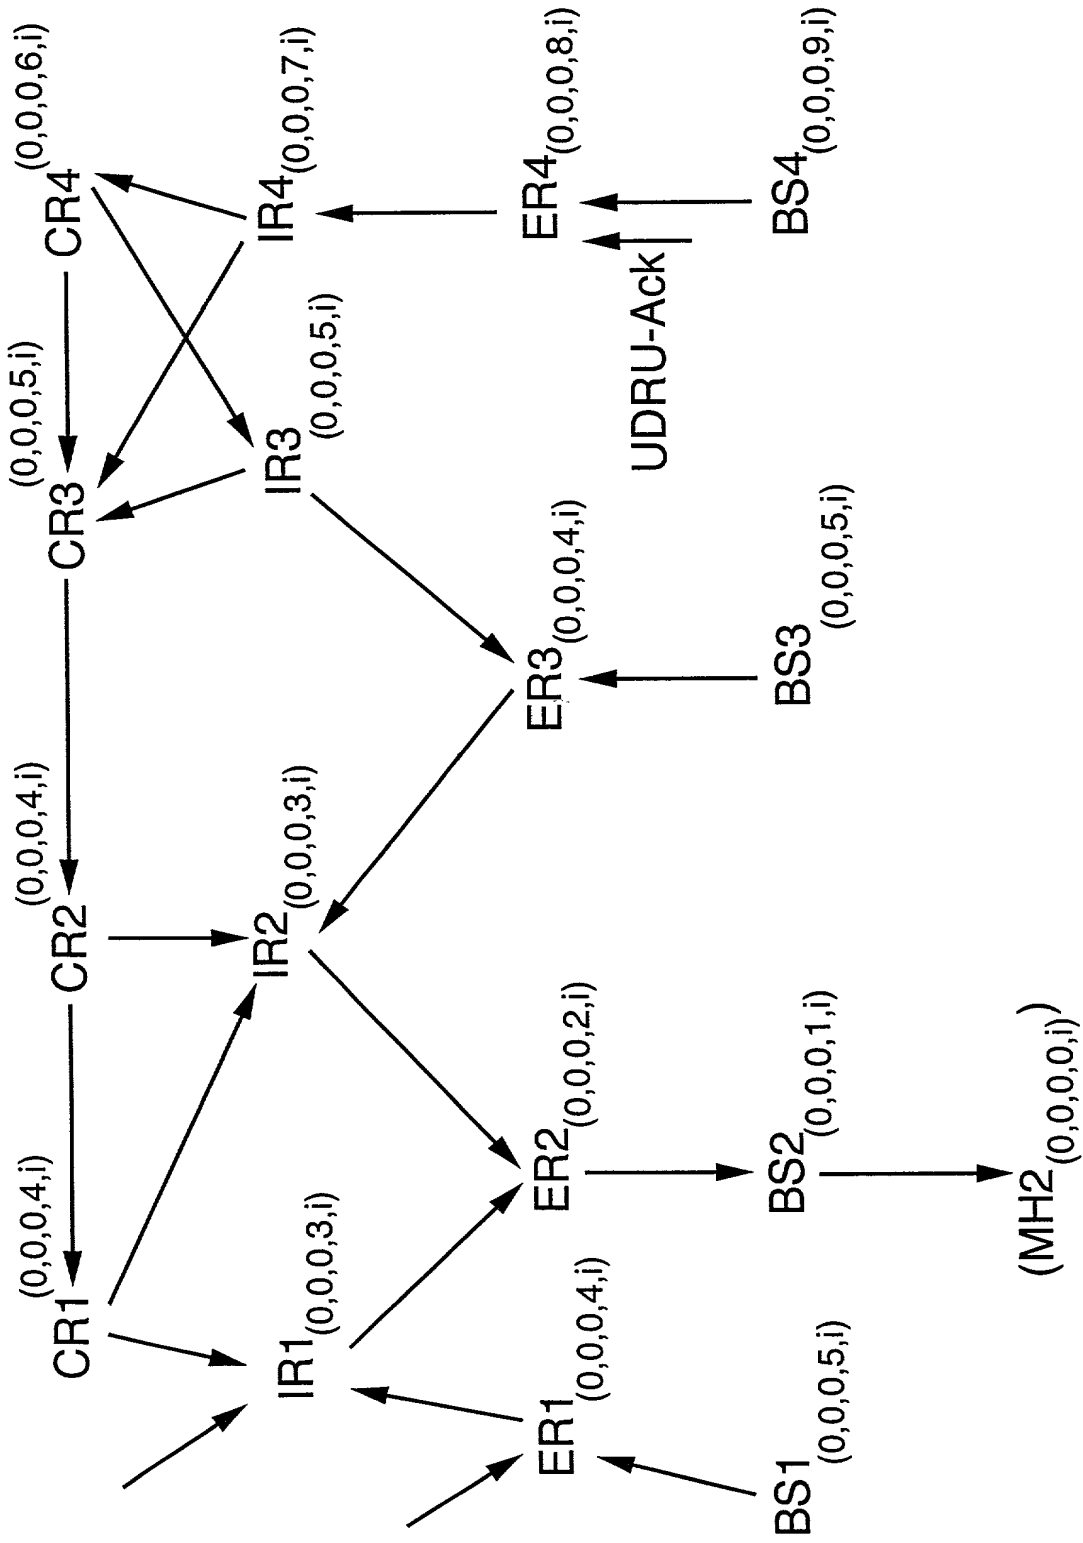 CR1(0,0,0,4,i)
CR2(0,0,0,4,i)
CR3(0,0,0,5,i)
CR4(0,0,0,6,i)
IR1(0,0,0,3,i)
IR2(0,0,0,3,i)
IR3(0,0,0,5,i)
IR4(0,0,0,7,i)
ER1(0,0,0,4,i)
ER2(0,0,0,2,i)
ER3(0,0,0,4,i)
ER4(0,0,0,8,i)
UDRU-Ack
BS1(0,0,0,5,i)
BS2(0,0,0,1,i)
BS3(0,0,0,5,i)
BS4(0,0,0,9,i)
(MH2(0,0,0,0,i))